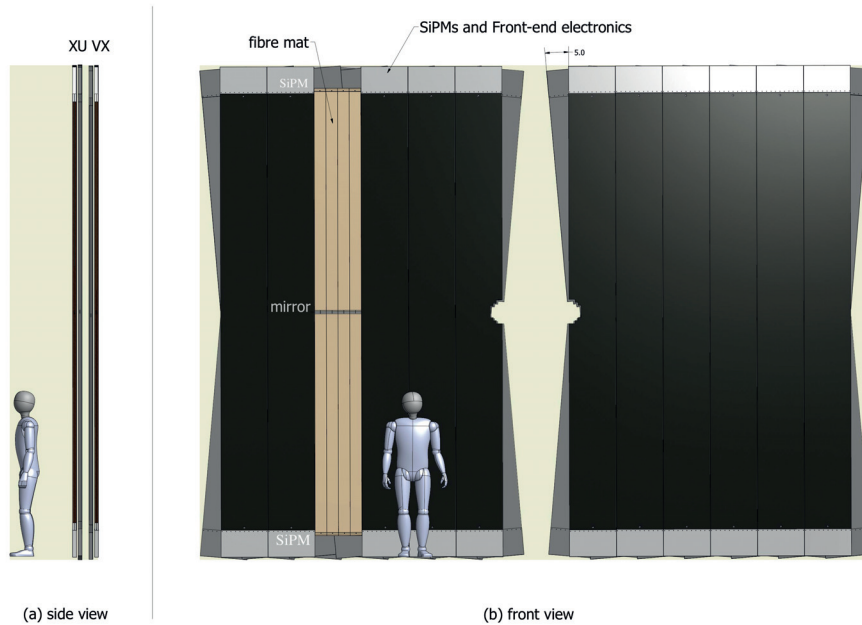 XU VX
fibre mat
SiPMs and Front-end electronics
5.0
SiPM
mirror
SiPM
(a) side view
(b) front view